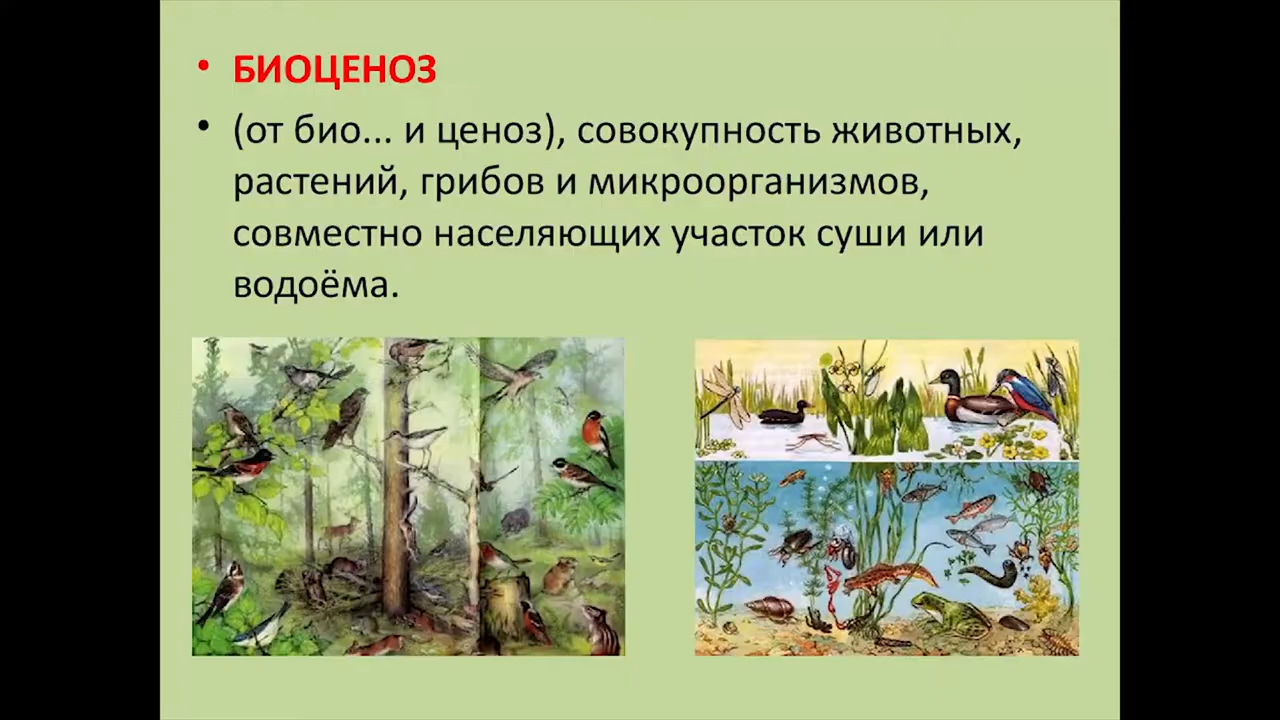 • БИОЦЕНОЗ
• (от био... и ценоз), совокупность животных,
растений, грибов и микроорганизмов,
совместно населяющих участок суши или
водоёма.